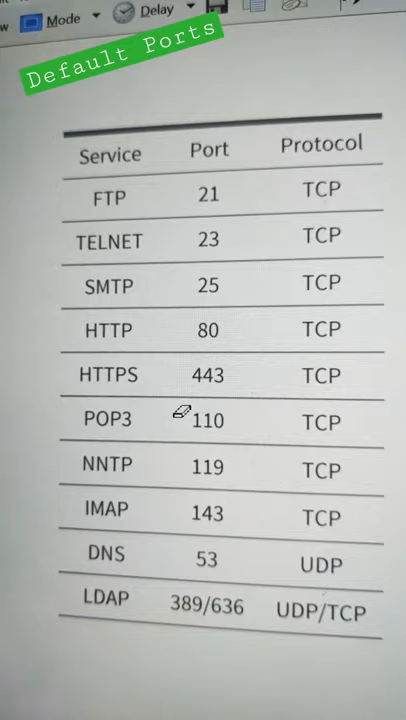 w Mode Delay
Default Ports
Service Port Protocol
FTP 21 TCP
TELNET 23 TCP
SMTP 25 TCP
HTTP 80 TCP
HTTPS 443 TCP
POP3 110 TCP
NNTP 119 TCP
IMAP 143 TCP
DNS 53 UDP
LDAP 389/636 UDP/TCP